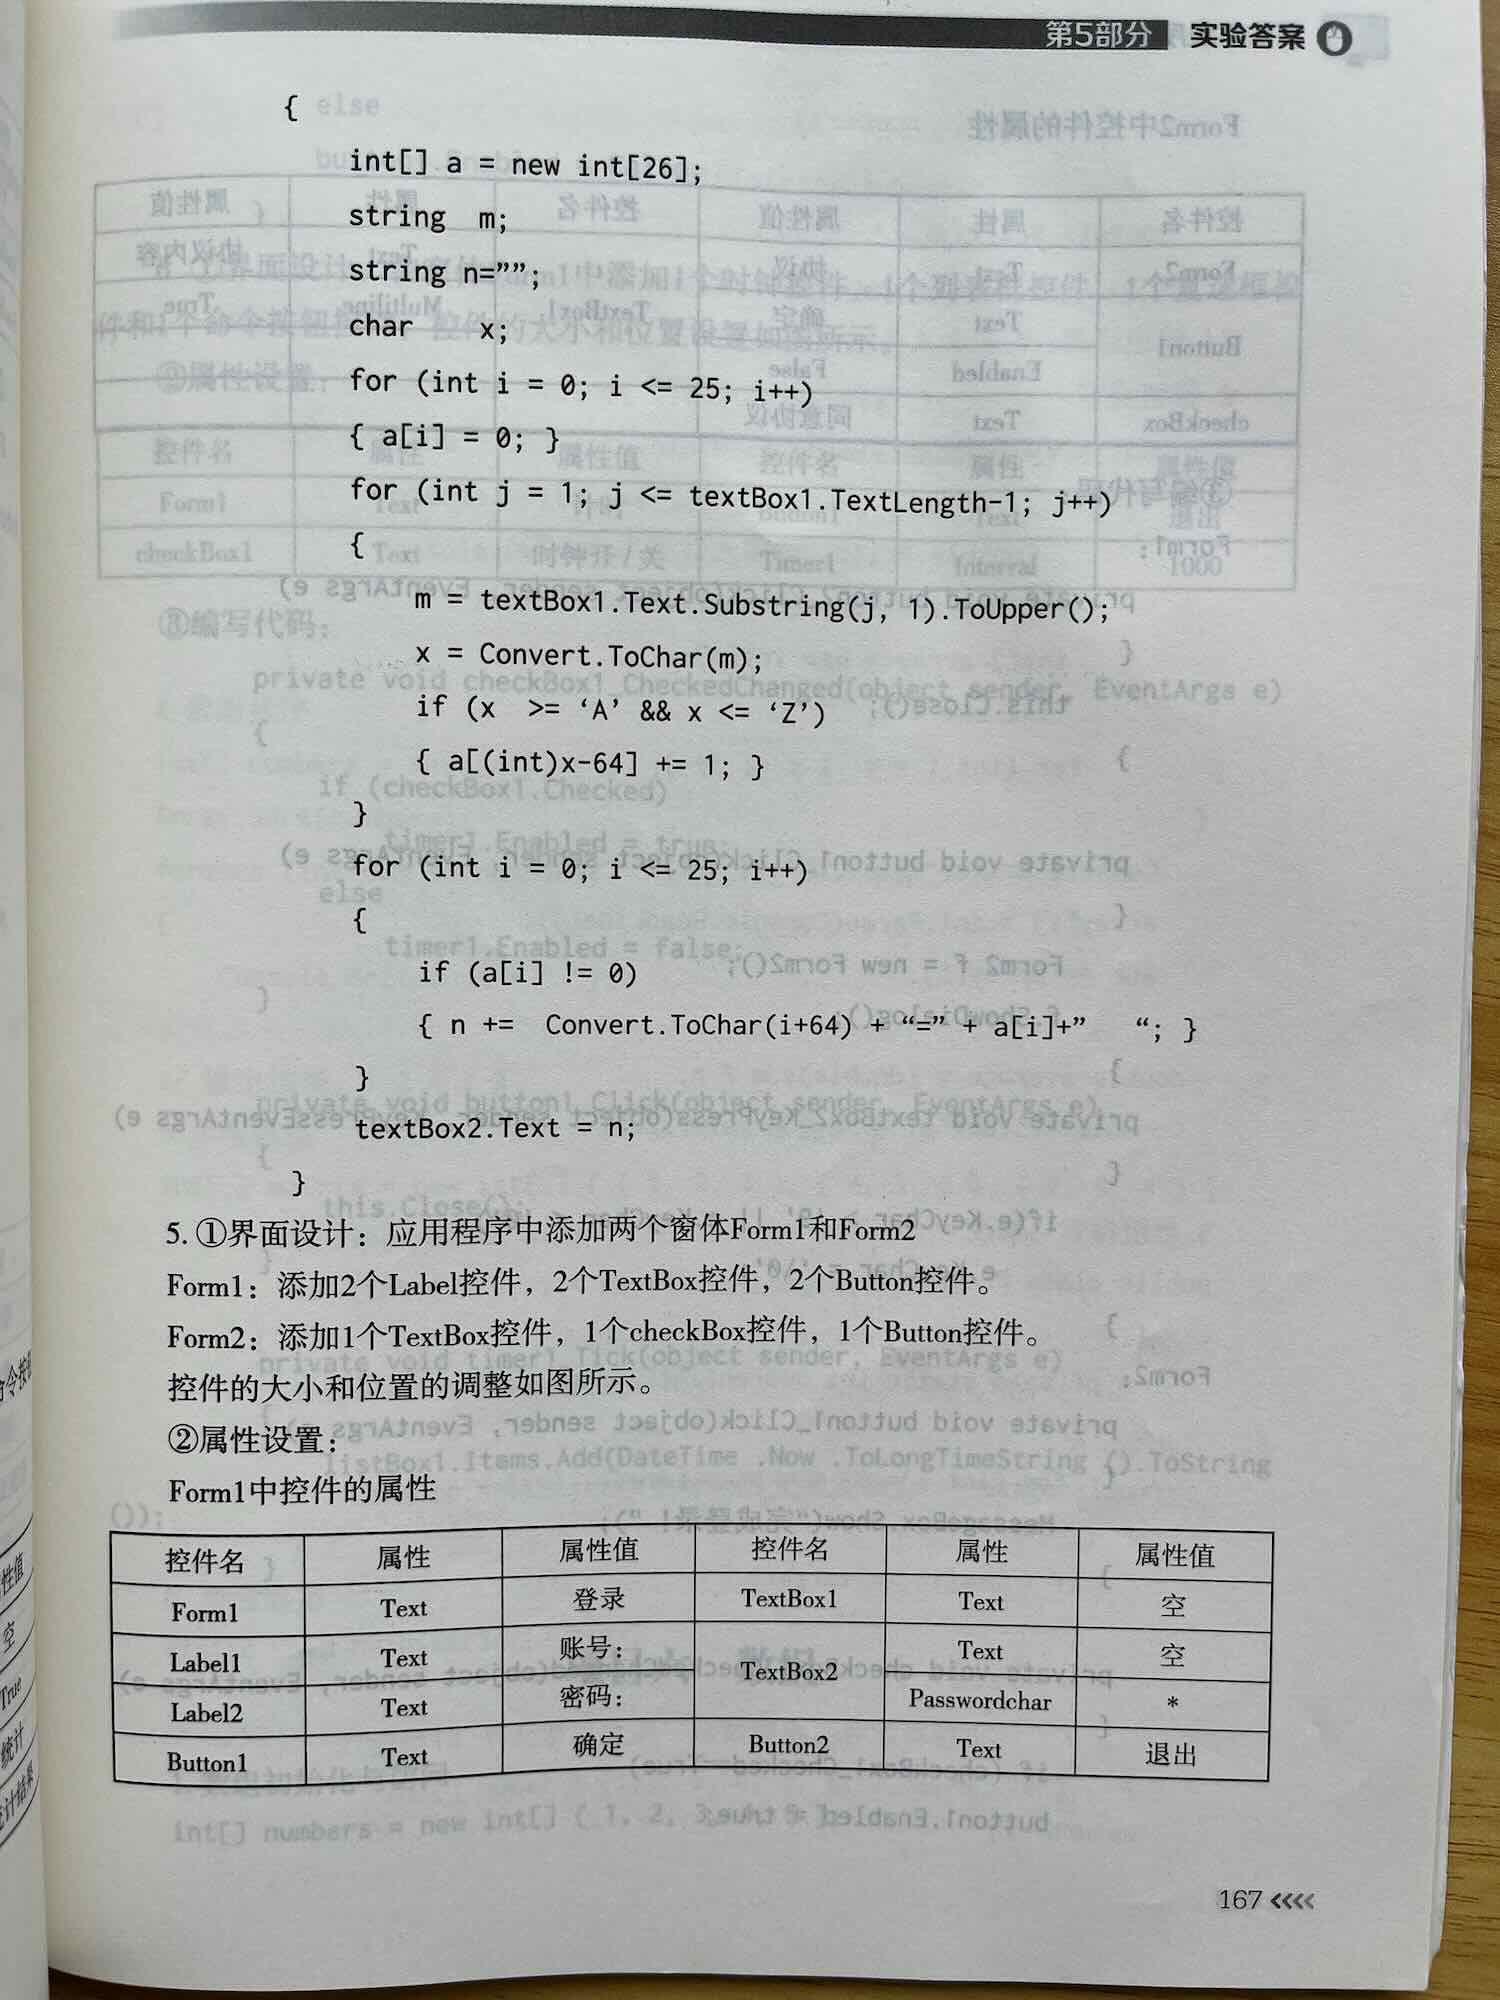 第5部分 实验答案
{
int[] a = new int[26];
string  m;
string n=””;
char    x;
for (int i = 0; i <= 25; i++)
{ a[i] = 0; }
for (int j = 1; j <= textBox1.TextLength-1; j++)
{
m = textBox1.Text.Substring(j, 1).ToUpper();
x = Convert.ToChar(m);
if (x  >= ‘A’ && x <= ‘Z’)
{ a[(int)x-64] += 1; }
}
for (int i = 0; i <= 25; i++)
{
if (a[i] != 0)
{ n +=  Convert.ToChar(i+64) + “=” + a[i]+”   “; }
}
textBox2.Text = n;
}
5. ①界面设计：应用程序中添加两个窗体Form1和Form2
Form1：添加2个Label控件，2个TextBox控件，2个Button控件。
Form2：添加1个TextBox控件，1个checkBox控件，1个Button控件。
控件的大小和位置的调整如图所示。
②属性设置：
Form1中控件的属性
控件名 属性 属性值 控件名 属性 属性值
Form1 Text 登录 TextBox1 Text 空
Label1 Text 账号： TextBox2 Text 空
Label2 Text 密码： Passwordchar *
Button1 Text 确定 Button2 Text 退出
167